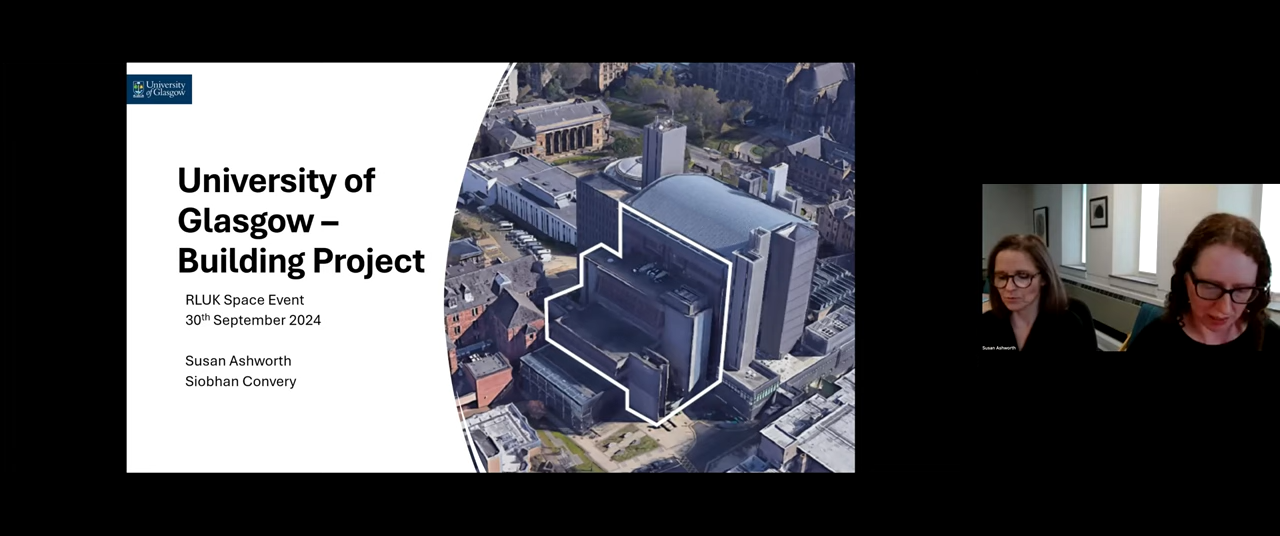 University
of Glasgow
University of
Glasgow –
Building Project
RLUK Space Event
30th September 2024
Susan Ashworth
Siobhan Convery
Susan Ashworth